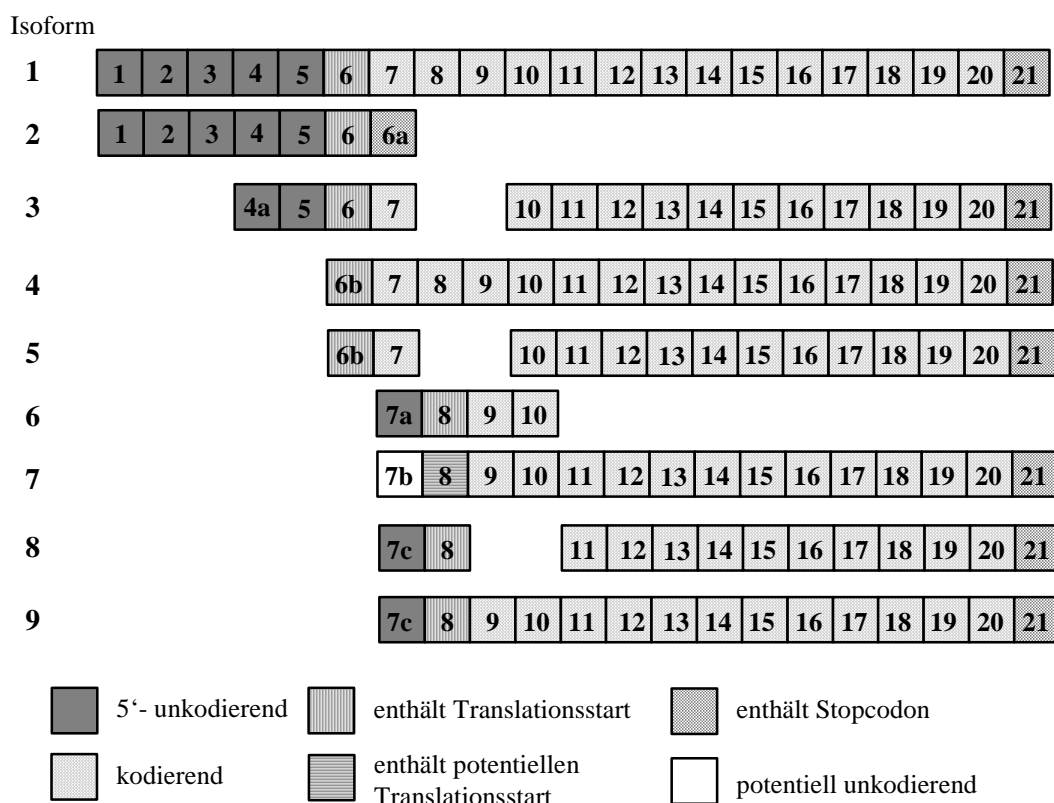 Isoform
1 1 2 3 4 5 6 7 8 9 10 11 12 13 14 15 16 17 18 19 20 21
2 1 2 3 4 5 6 6a
3 4a 5 6 7 10 11 12 13 14 15 16 17 18 19 20 21
4 6b 7 8 9 10 11 12 13 14 15 16 17 18 19 20 21
5 6b 7 10 11 12 13 14 15 16 17 18 19 20 21
6 7a 8 9 10
7 7b 8 9 10 11 12 13 14 15 16 17 18 19 20 21
8 7c 8 11 12 13 14 15 16 17 18 19 20 21
9 7c 8 9 10 11 12 13 14 15 16 17 18 19 20 21
5‘- unkodierend enthält Translationsstart enthält Stopcodon
kodierend enthält potentiellen potentiell unkodierend
Translationsstart